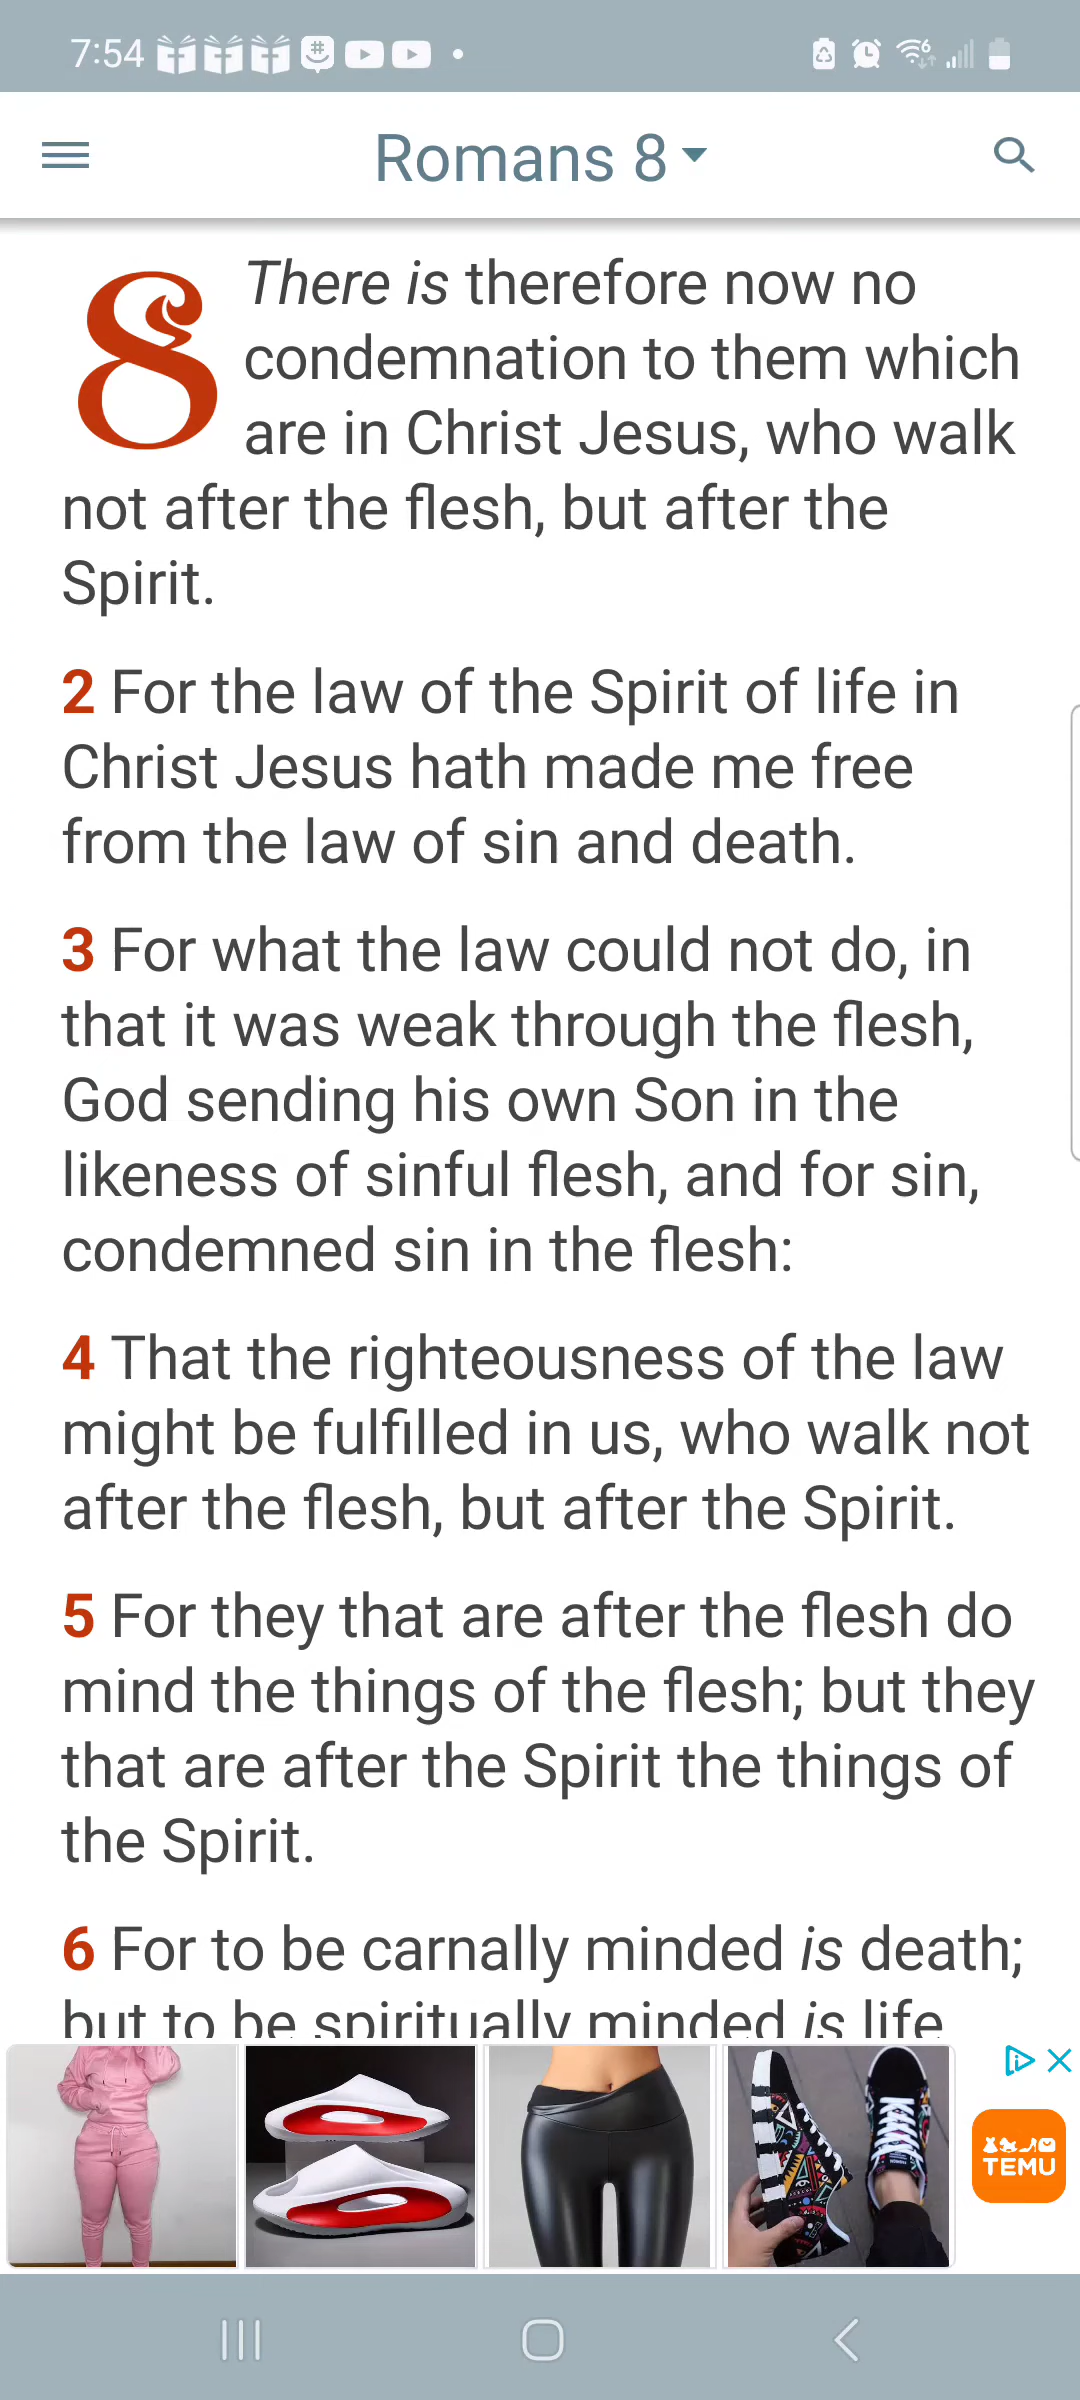 7:54
Romans 8
8 There is therefore now no
condemnation to them which
are in Christ Jesus, who walk
not after the flesh, but after the
Spirit.
2 For the law of the Spirit of life in
Christ Jesus hath made me free
from the law of sin and death.
3 For what the law could not do, in
that it was weak through the flesh,
God sending his own Son in the
likeness of sinful flesh, and for sin,
condemned sin in the flesh:
4 That the righteousness of the law
might be fulfilled in us, who walk not
after the flesh, but after the Spirit.
5 For they that are after the flesh do
mind the things of the flesh; but they
that are after the Spirit the things of
the Spirit.
6 For to be carnally minded is death;
but to be spiritually minded is life
TEMU